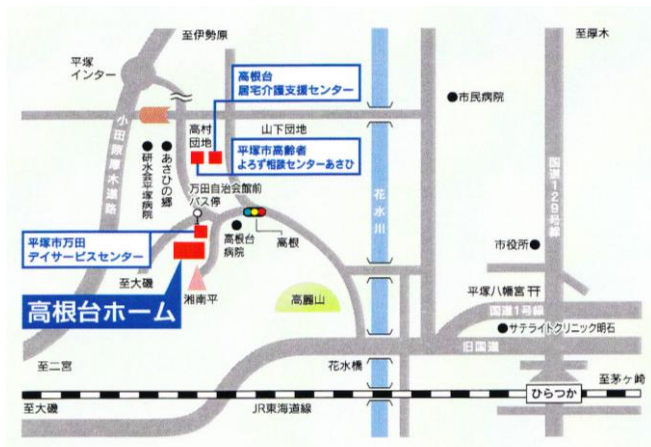 至伊勢原
至厚木
平塚
インター
高根台
居宅介護支援センター
市民病院
小田原厚木道路
高村
団地
山下団地
平塚市高齢者
よろず相談センターあさひ
研水会平塚病院
あさひの郷
万田自治会館前
バス停
花水川
国道129号線
平塚市万田
デイサービスセンター
高根台
病院
高根
市役所
至大磯
湘南平
高麗山
平塚八幡宮
国道1号線
高根台ホーム
サテライトクリニック明石
旧国道
至二宮
花水橋
至茅ヶ崎
ひらつか
至大磯
JR東海道線